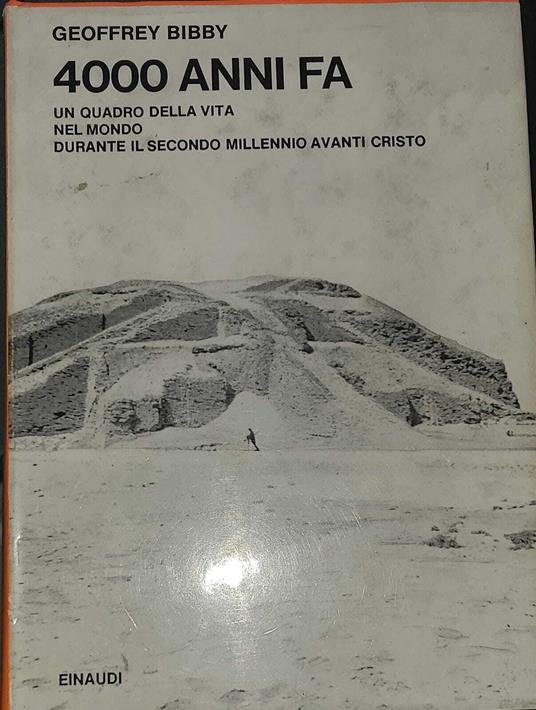 GEOFFREY BIBBY
4000 ANNI FA
UN QUADRO DELLA VITA
NEL MONDO
DURANTE IL SECONDO MILLENNIO AVANTI CRISTO
EINAUDI